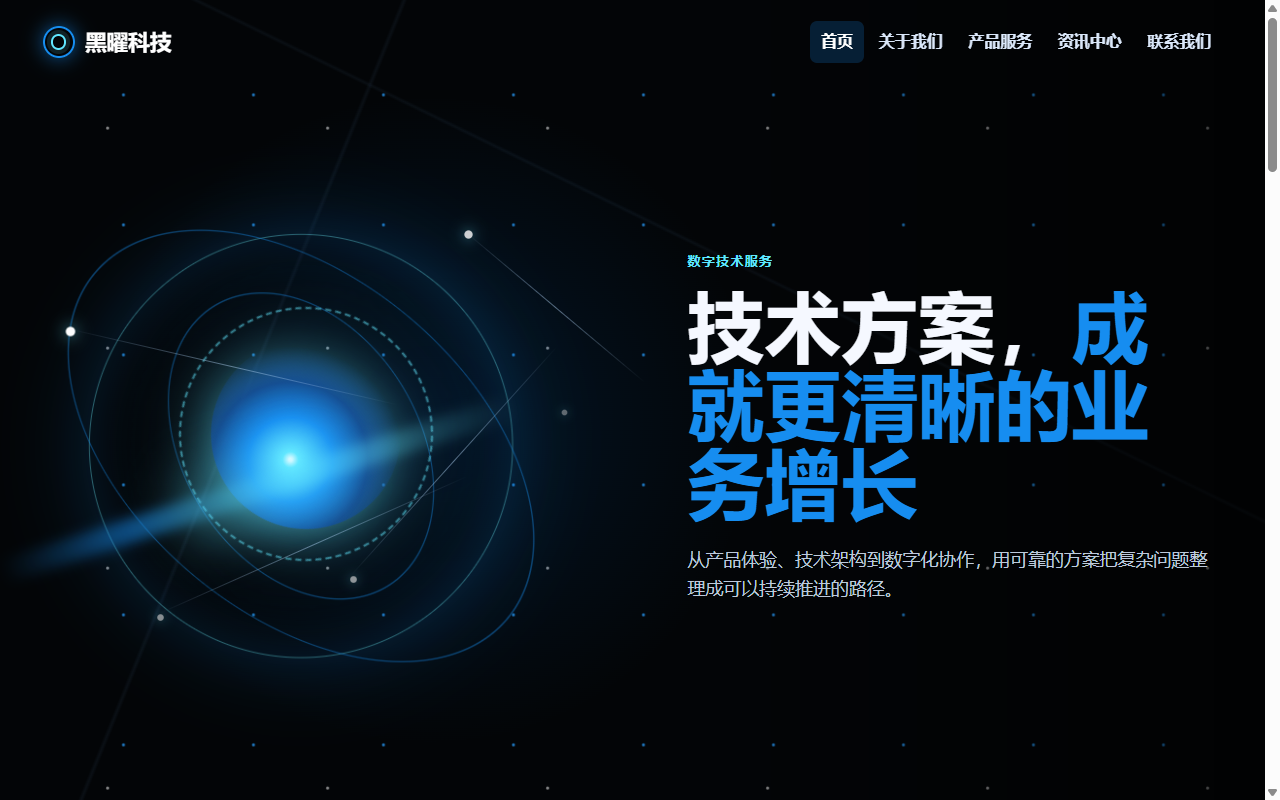 黑曜科技
首页 关于我们 产品服务 资讯中心 联系我们
数字技术服务
技术方案，成
就更清晰的业
务增长
从产品体验、技术架构到数字化协作，用可靠的方案把复杂问题整
理成可以持续推进的路径。